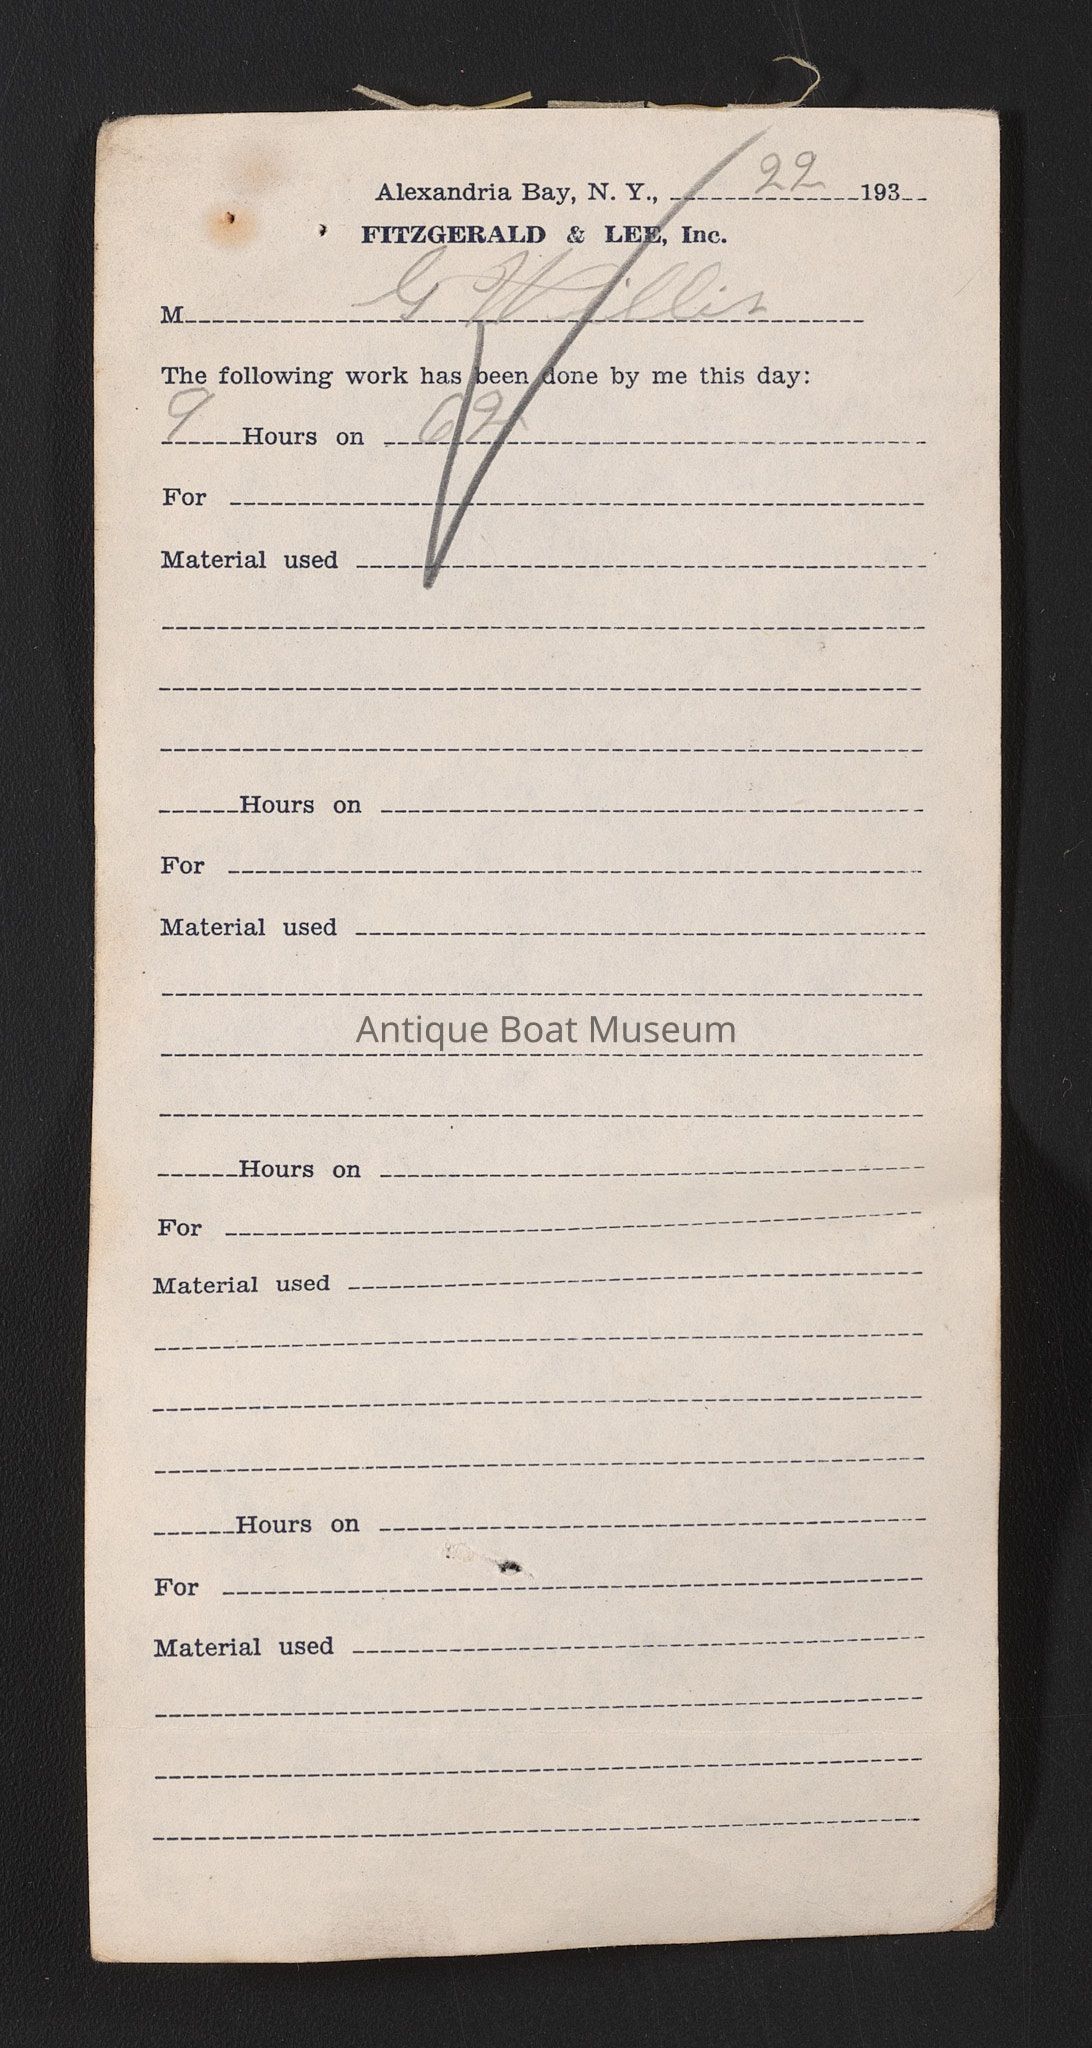 Alexandria Bay, N. Y., 22 193
FITZGERALD & LEE, Inc.
M G Willis
The following work has been done by me this day:
9 Hours on 62
For
Material used
Hours on
For
Material used
Antique Boat Museum
Hours on
For
Material used
Hours on
For
Material used